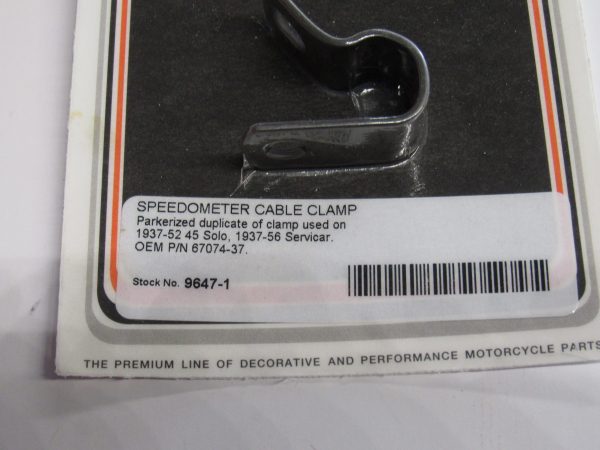 SPEEDOMETER CABLE CLAMP
Parkerized duplicate of clamp used on
1937-52 45 Solo, 1937-56 Servicar.
OEM P/N 67074-37.
Stock No. 9647-1
THE PREMIUM LINE OF DECORATIVE AND PERFORMANCE MOTORCYCLE PARTS